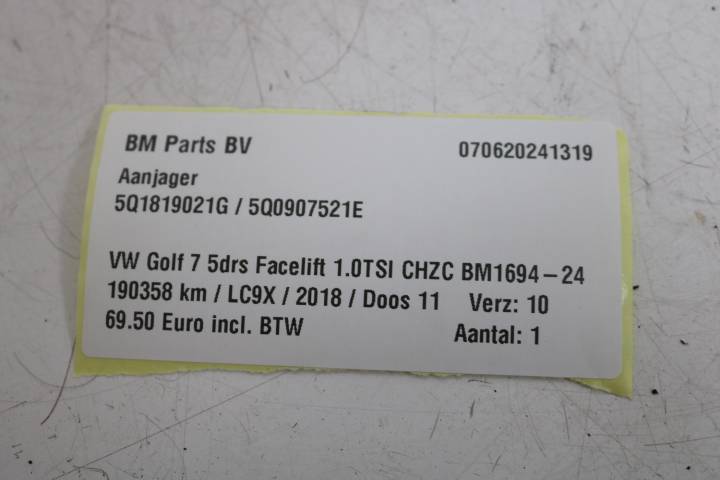 BM Parts BV 070620241319
Aanjager
5Q1819021G / 5Q0907521E
VW Golf 7 5drs Facelift 1.0TSI CHZC BM1694-24
190358 km / LC9X / 2018 / Doos 11 Verz: 10
69.50 Euro incl. BTW Aantal: 1